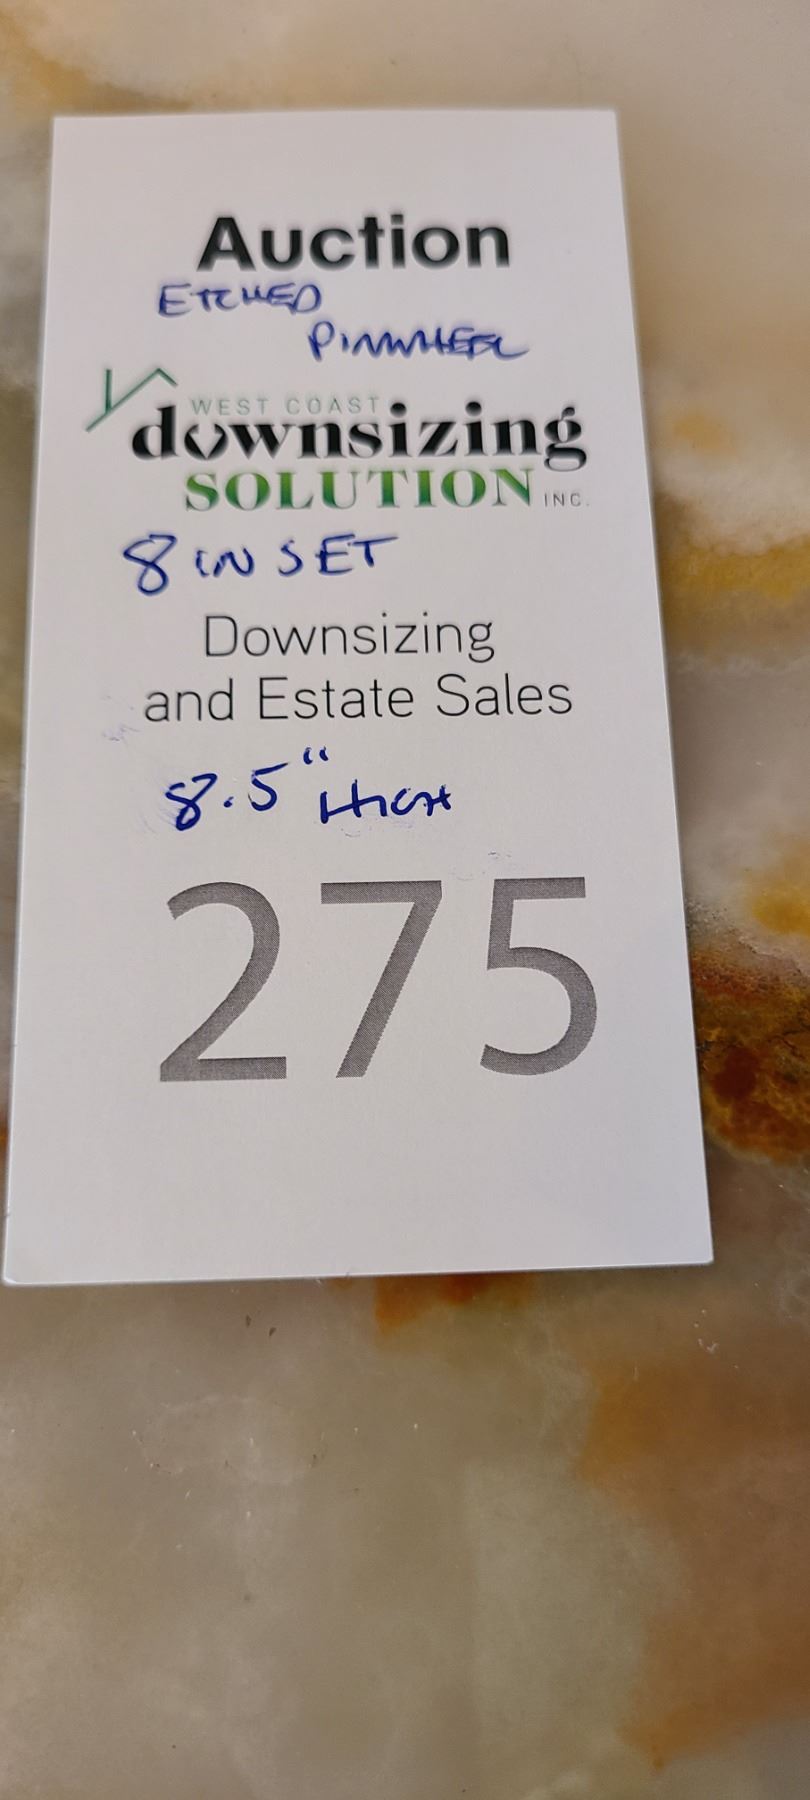 Auction
ETCHED
PINWHEEL
WEST COAST
downsizing
SOLUTION INC.
8 IN SET
Downsizing
and Estate Sales
8.5" HIGH
275